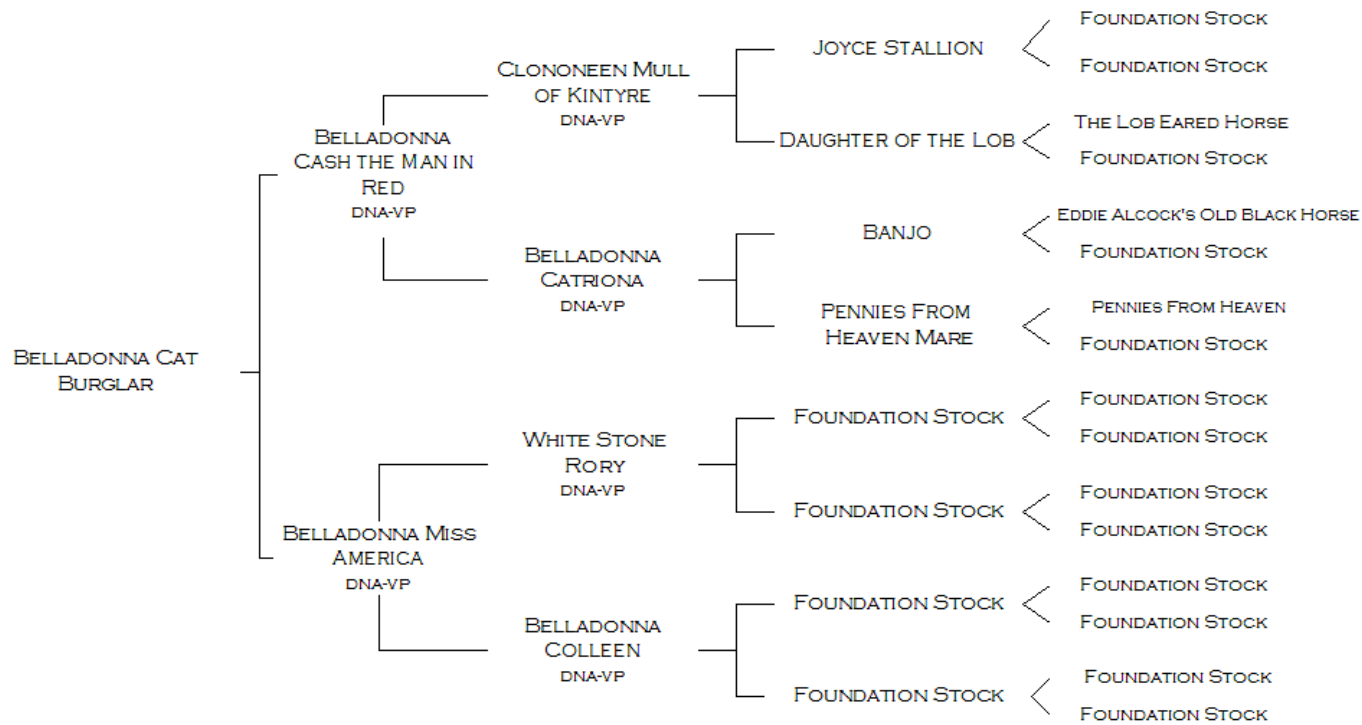 Belladonna Cat
Burglar
Belladonna
Cash the Man in
Red
DNA-VP
Belladonna Miss
America
DNA-VP
Clononeen Mull
of Kintyre
DNA-VP
Belladonna
Catriona
DNA-VP
White Stone
Rory
DNA-VP
Belladonna
Colleen
DNA-VP
Joyce Stallion
Daughter of the Lob
Banjo
Pennies From
Heaven Mare
Foundation Stock
Foundation Stock
Foundation Stock
Foundation Stock
Foundation Stock
Foundation Stock
The Lob Eared Horse
Foundation Stock
Eddie Alcock's Old Black Horse
Foundation Stock
Pennies From Heaven
Foundation Stock
Foundation Stock
Foundation Stock
Foundation Stock
Foundation Stock
Foundation Stock
Foundation Stock
Foundation Stock
Foundation Stock